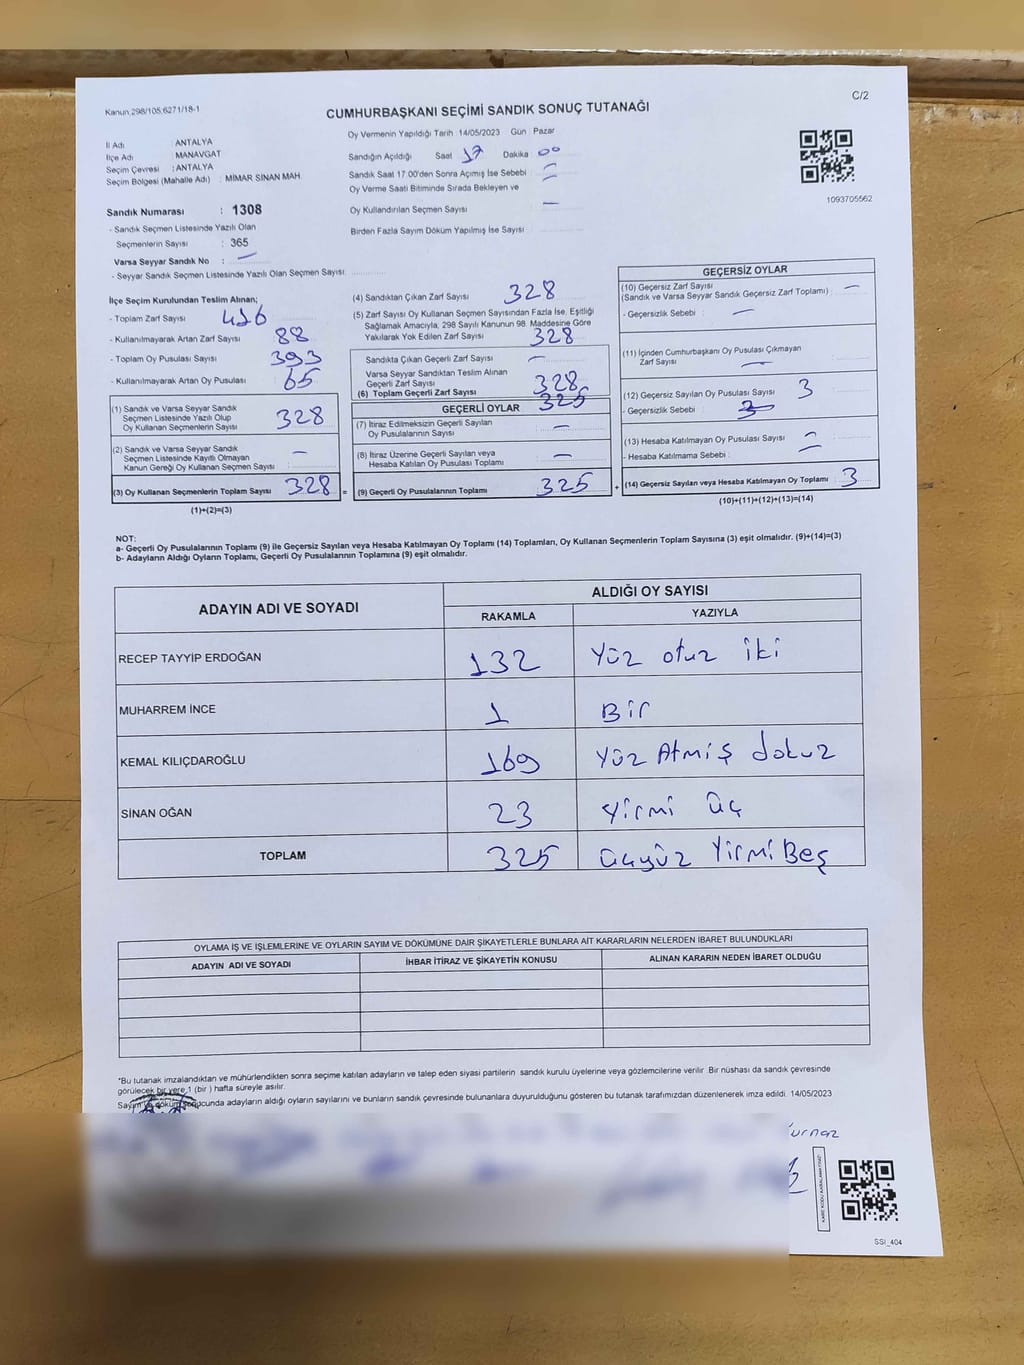 Kanun.298/105,6271/18-1
C/2
CUMHURBAŞKANI SEÇİMİ SANDIK SONUÇ TUTANAĞI
İl Adı : ANTALYA
İlçe Adı : MANAVGAT
Seçim Çevresi : ANTALYA
Seçim Bölgesi (Mahalle Adı) : MİMAR SİNAN MAH.
Sandık Numarası : 1308
- Sandık Seçmen Listesinde Yazılı Olan
Seçmenlerin Sayısı : 365
Varsa Seyyar Sandık No : —
- Seyyar Sandık Seçmen Listesinde Yazılı Olan Seçmen Sayısı:
Oy Vermenin Yapıldığı Tarih 14/05/2023 Gün : Pazar
Sandığın Açıldığı Saat 17 Dakika 00
Sandık Saat 17.00'den Sonra Açımış İse Sebebi : —
Oy Verme Saati Bitiminde Sırada Bekleyen ve
Oy Kullandırılan Seçmen Sayısı —
Birden Fazla Sayım Döküm Yapılmış İse Sayısı :
1093705562
İlçe Seçim Kurulundan Teslim Alınan;
- Toplam Zarf Sayısı : 416
- Kullanılmayarak Artan Zarf Sayısı : 88
- Toplam Oy Pusulası Sayısı : 393
- Kullanılmayarak Artan Oy Pusulası : 65
(1) Sandık ve Varsa Seyyar Sandık
Seçmen Listesinde Yazılı Olup
Oy Kullanan Seçmenlerin Sayısı : 328
(2) Sandık ve Varsa Seyyar Sandık
Seçmen Listesinde Kayıtlı Olmayan
Kanun Gereği Oy Kullanan Seçmen Sayısı : —
(3) Oy Kullanan Seçmenlerin Toplam Sayısı : 328 =
(1)+(2)=(3)
(4) Sandıktan Çıkan Zarf Sayısı : 328
(5) Zarf Sayısı Oy Kullanan Seçmen Sayısından Fazla İse, Eşitliği
Sağlamak Amacıyla, 298 Sayılı Kanunun 98. Maddesine Göre
Yakılarak Yok Edilen Zarf Sayısı : 328
Sandıkta Çıkan Geçerli Zarf Sayısı : —
Varsa Seyyar Sandıktan Teslim Alınan
Geçerli Zarf Sayısı : 328
(6) Toplam Geçerli Zarf Sayısı : 325
GEÇERLİ OYLAR
(7) İtiraz Edilmeksizin Geçerli Sayılan
Oy Pusulalarının Sayısı : —
(8) İtiraz Üzerine Geçerli Sayılan veya
Hesaba Katılan Oy Pusulası Toplamı : —
(9) Geçerli Oy Pusulalarının Toplamı : 325 +
GEÇERSİZ OYLAR
(10) Geçersiz Zarf Sayısı
(Sandık ve Varsa Seyyar Sandık Geçersiz Zarf Toplamı) : —
- Geçersizlik Sebebi : —
(11) İçinden Cumhurbaşkanı Oy Pusulası Çıkmayan
Zarf Sayısı : —
(12) Geçersiz Sayılan Oy Pusulası Sayısı : 3
- Geçersizlik Sebebi :
(13) Hesaba Katılmayan Oy Pusulası Sayısı : —
- Hesaba Katılmama Sebebi : —
(14) Geçersiz Sayılan veya Hesaba Katılmayan Oy Toplamı : 3
(10)+(11)+(12)+(13)=(14)
NOT:
a- Geçerli Oy Pusulalarının Toplamı (9) ile Geçersiz Sayılan veya Hesaba Katılmayan Oy Toplamı (14) Toplamları, Oy Kullanan Seçmenlerin Toplam Sayısına (3) eşit olmalıdır. (9)+(14)=(3)
b- Adayların Aldığı Oyların Toplamı, Geçerli Oy Pusulalarının Toplamına (9) eşit olmalıdır.
ADAYIN ADI VE SOYADI ALDIĞI OY SAYISI
RAKAMLA YAZIYLA
RECEP TAYYİP ERDOĞAN 132 Yüz otuz iki
MUHARREM İNCE 1 Bir
KEMAL KILIÇDAROĞLU 169 Yüz Atmış dokuz
SİNAN OĞAN 23 Yirmi üç
TOPLAM 325 üçyüz YirmiBeş
OYLAMA İŞ VE İŞLEMLERİNE VE OYLARIN SAYIM VE DÖKÜMÜNE DAİR ŞİKAYETLERLE BUNLARA AİT KARARLARIN NELERDEN İBARET BULUNDUKLARI
ADAYIN ADI VE SOYADI İHBAR İTİRAZ VE ŞİKAYETİN KONUSU ALINAN KARARIN NEDEN İBARET OLDUĞU
*Bu tutanak imzalandıktan ve mühürlendikten sonra seçime katılan adayların ve talep eden siyasi partilerin sandık kurulu üyelerine veya gözlemcilerine verilir. Bir nüshası da sandık çevresinde
görülecek bir yere 1 (bir) hafta süreyle asılır.
Sayım ve döküm sonucunda adayların aldığı oyların sayılarını ve bunların sandık çevresinde bulunanlara duyurulduğunu gösteren bu tutanak tarafımızdan düzenlenerek imza edildi. 14/05/2023
SSI_404